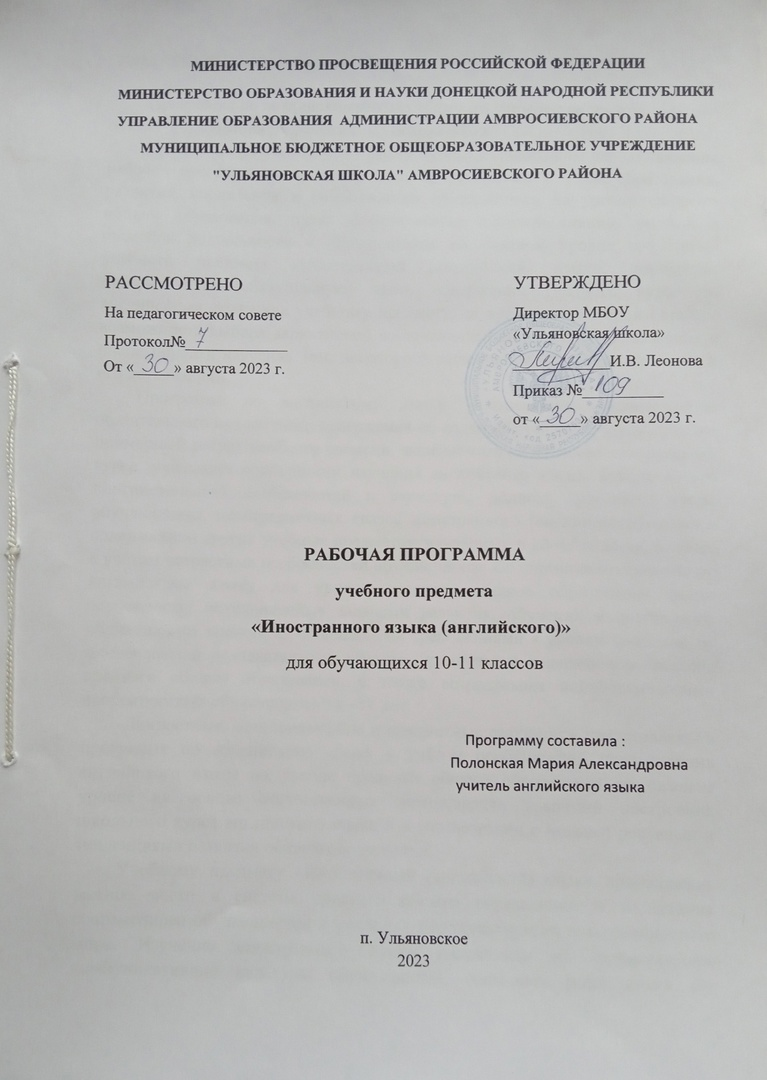 МИНИСТЕРСТВО ПРОСВЕЩЕНИЯ РОССИЙСКОЙ ФЕДЕРАЦИИ
МИНИСТЕРСТВО ОБРАЗОВАНИЯ И НАУКИ ДОНЕЦКОЙ НАРОДНОЙ РЕСПУБЛИКИ
УПРАВЛЕНИЕ ОБРАЗОВАНИЯ АДМИНИСТРАЦИИ АМВРОСИЕВСКОГО РАЙОНА
МУНИЦИПАЛЬНОЕ БЮДЖЕТНОЕ ОБЩЕОБРАЗОВАТЕЛЬНОЕ УЧРЕЖДЕНИЕ
"УЛЬЯНОВСКАЯ ШКОЛА" АМВРОСИЕВСКОГО РАЙОНА
РАССМОТРЕНО
На педагогическом совете
Протокол№ 7
От «30» августа 2023 г.
УТВЕРЖДЕНО
Директор МБОУ
«Ульяновская школа»
И.В. Леонова
Приказ № 109
от «30» августа 2023 г.
РАБОЧАЯ ПРОГРАММА
учебного предмета
«Иностранного языка (английского)»
для обучающихся 10-11 классов
Программу составила :
Полонская Мария Александровна
учитель английского языка
п. Ульяновское
2023